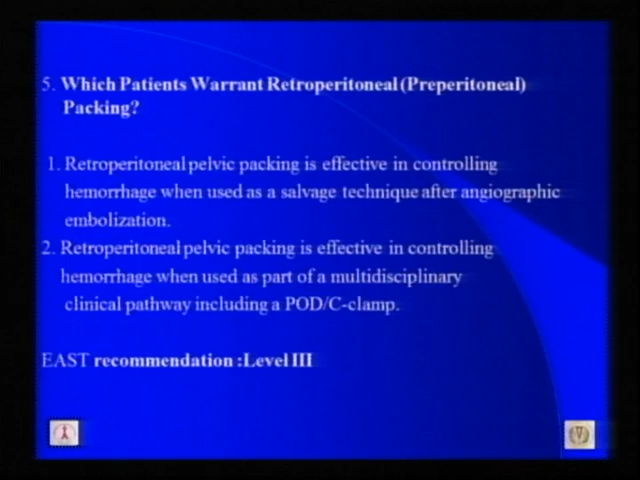 5. Which Patients Warrant Retroperitoneal (Preperitoneal)
Packing?
1. Retroperitoneal pelvic packing is effective in controlling
hemorrhage when used as a salvage technique after angiographic
embolization.
2. Retroperitoneal pelvic packing is effective in controlling
hemorrhage when used as part of a multidisciplinary
clinical pathway including a POD/C-clamp.
EAST recommendation :Level III